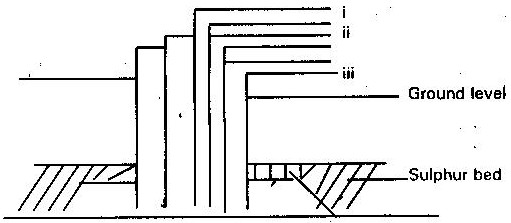 i
ii
iii
Ground level
Sulphur bed